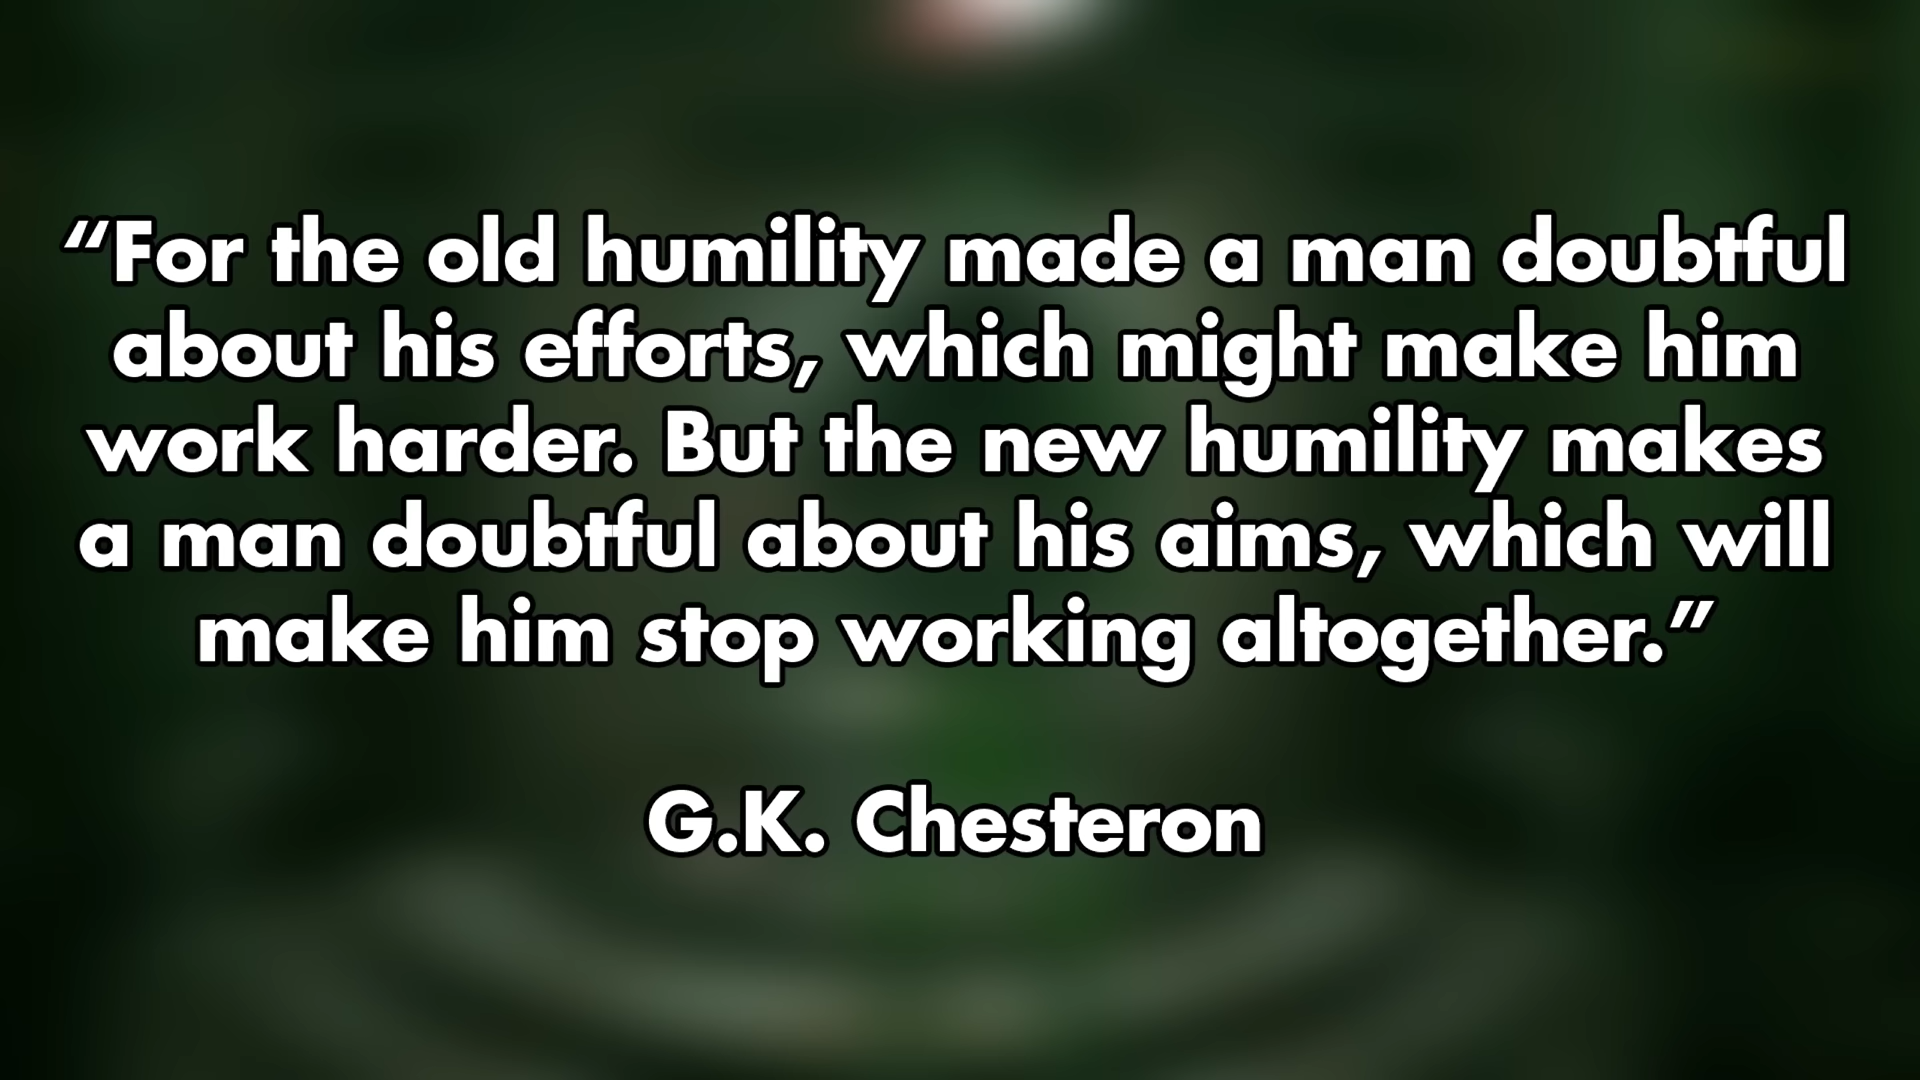 “For the old humility made a man doubtful
about his efforts, which might make him
work harder. But the new humility makes
a man doubtful about his aims, which will
make him stop working altogether.”
G.K. Chesteron